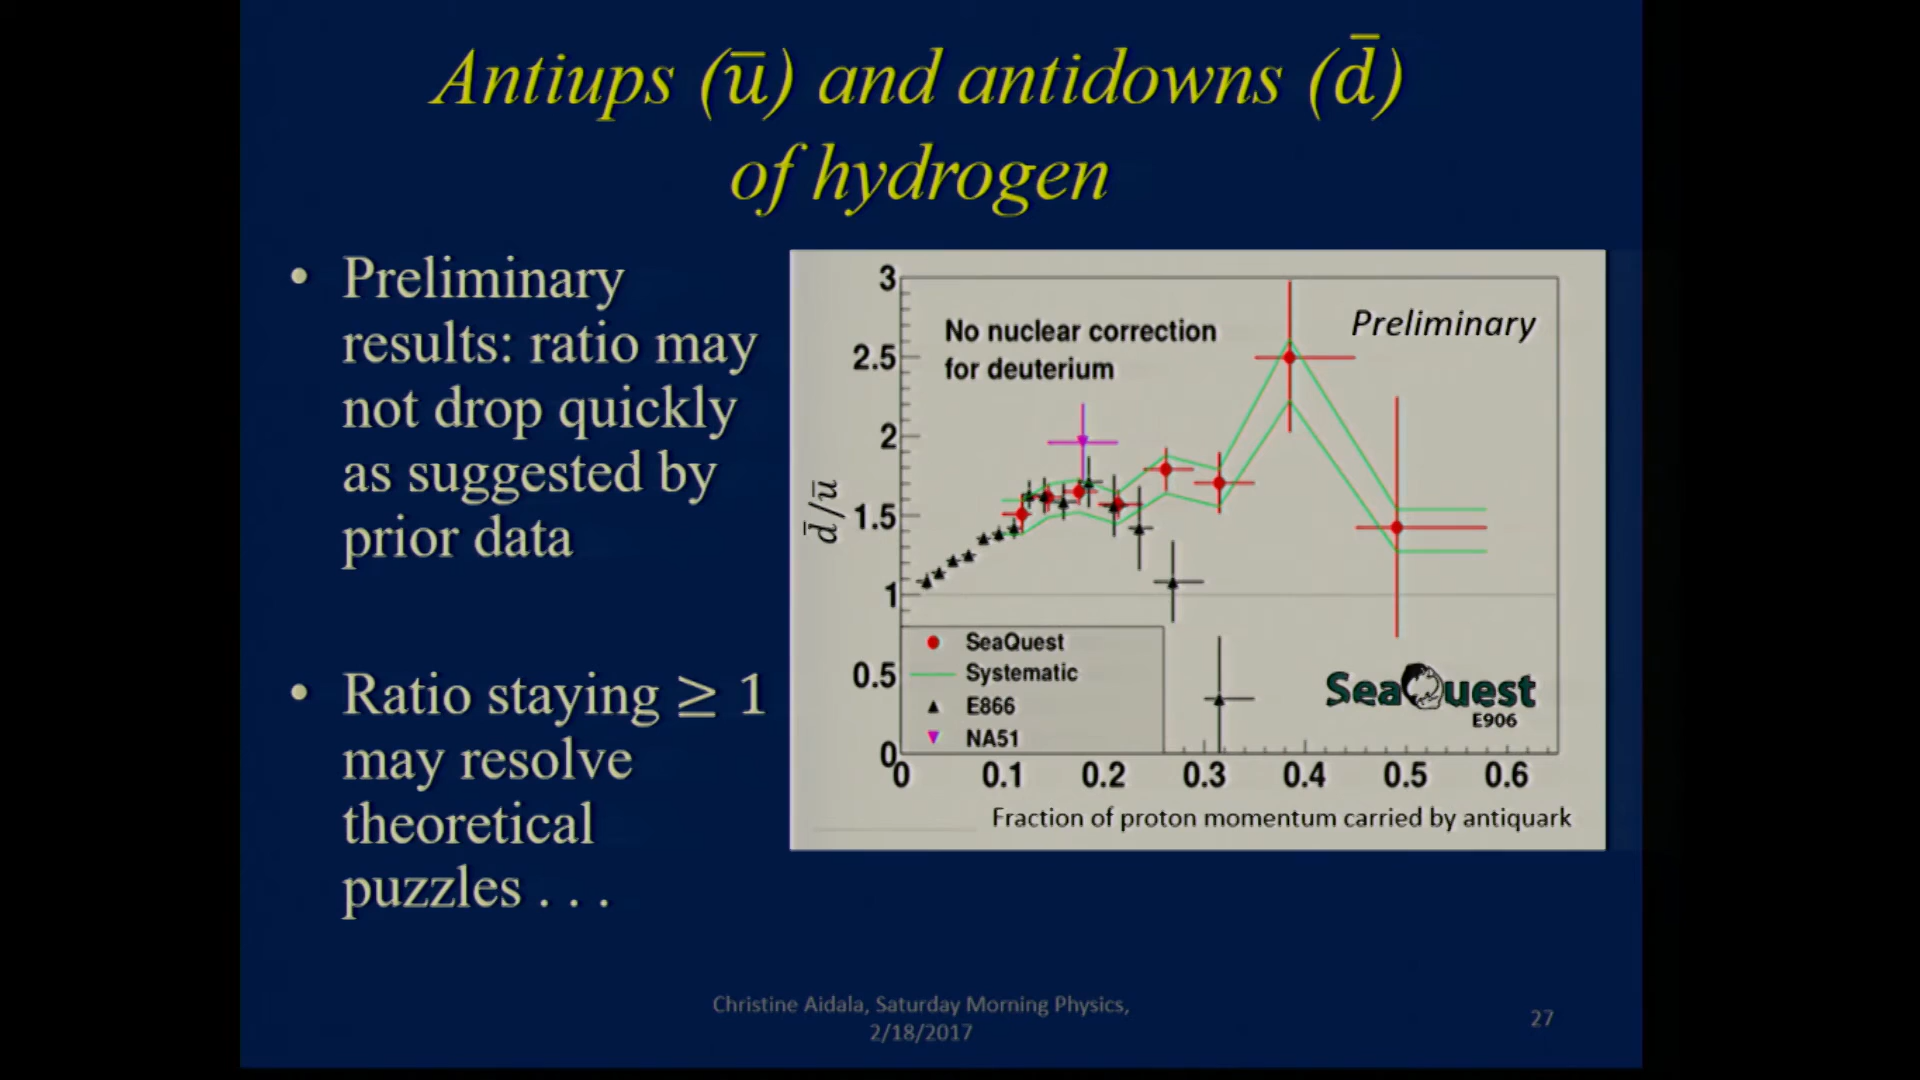 Antiups (ū) and antidowns (d̄)
of hydrogen
• Preliminary
results: ratio may
not drop quickly
as suggested by
prior data
• Ratio staying ≥ 1
may resolve
theoretical
puzzles . . .
3
2.5
2
1.5
1
0.5
0
d̄/ū
No nuclear correction
for deuterium
Preliminary
SeaQuest
Systematic
E866
NA51
SeaQuest
E906
0 0.1 0.2 0.3 0.4 0.5 0.6
Fraction of proton momentum carried by antiquark
Christine Aidala, Saturday Morning Physics,
2/18/2017
27